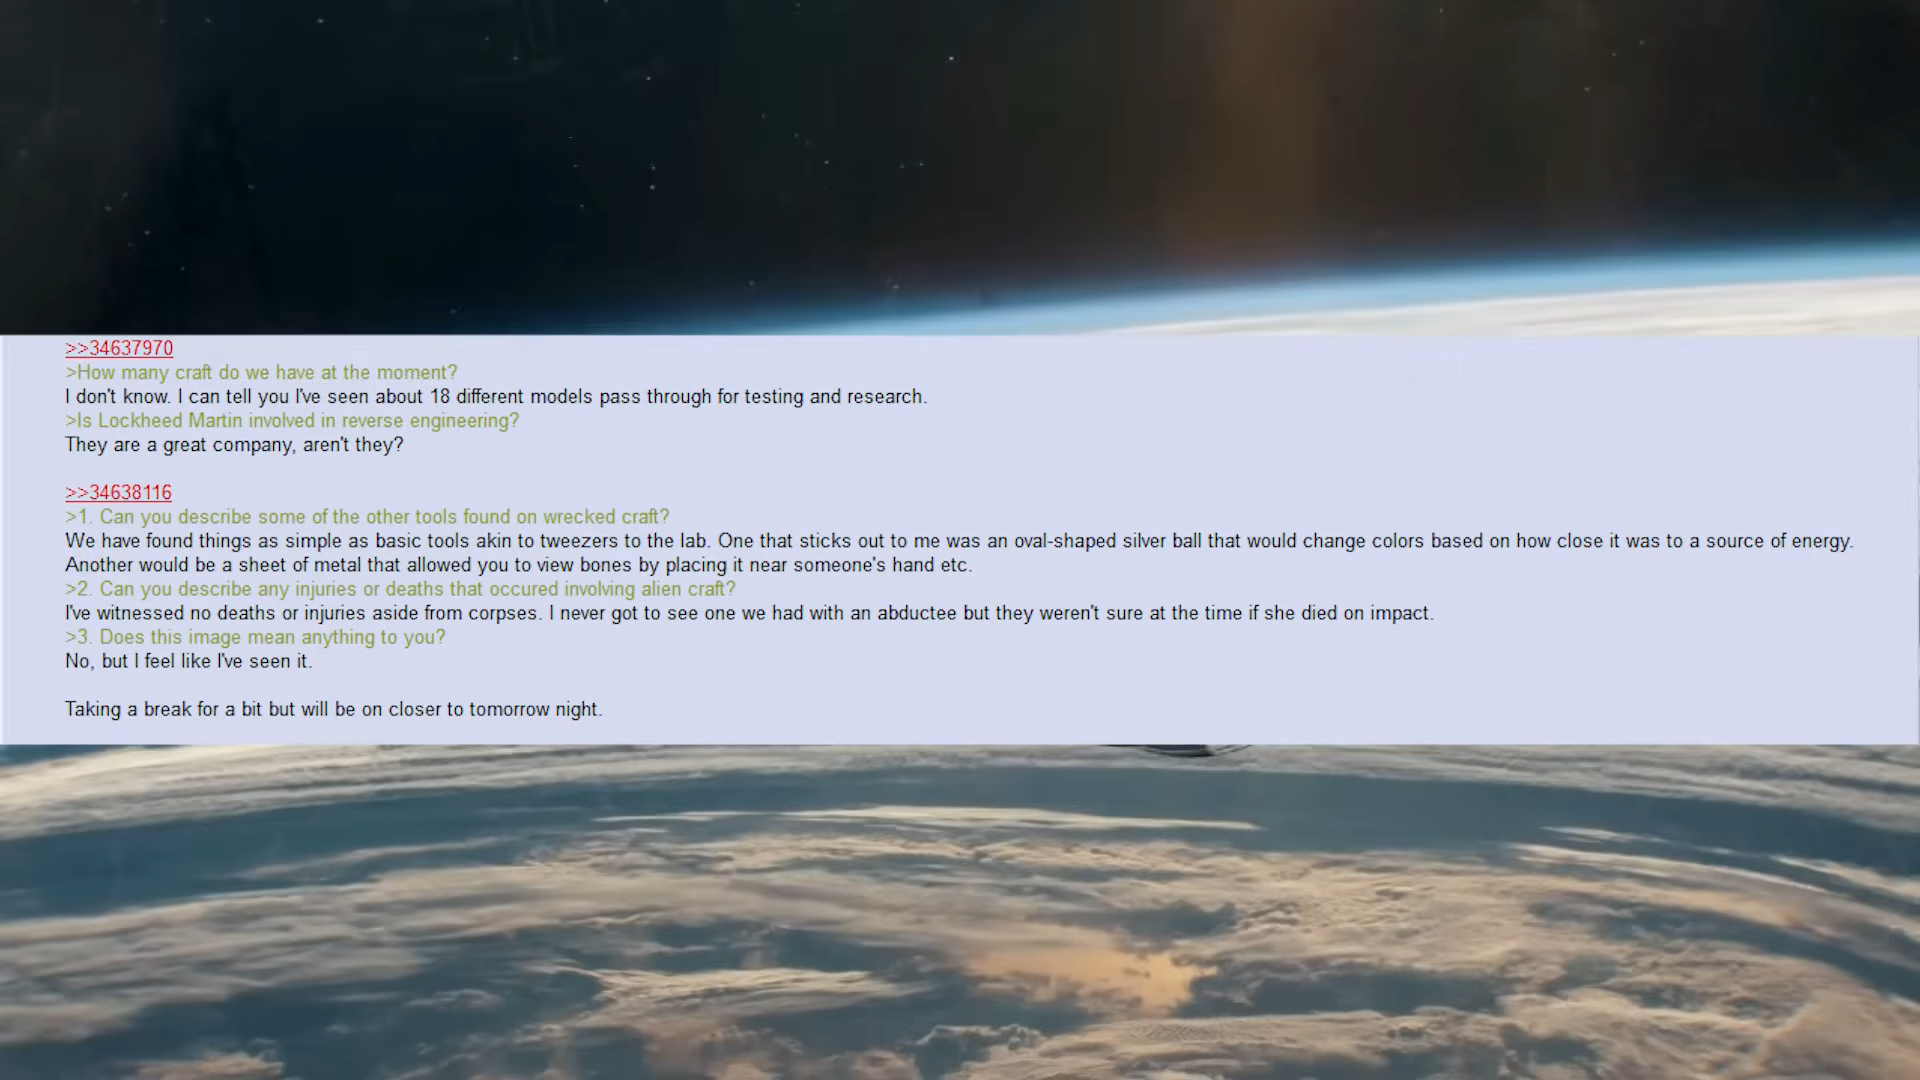 >>34637970
>How many craft do we have at the moment?
I don't know. I can tell you I've seen about 18 different models pass through for testing and research.
>Is Lockheed Martin involved in reverse engineering?
They are a great company, aren't they?
>>34638116
>1. Can you describe some of the other tools found on wrecked craft?
We have found things as simple as basic tools akin to tweezers to the lab. One that sticks out to me was an oval-shaped silver ball that would change colors based on how close it was to a source of energy.
Another would be a sheet of metal that allowed you to view bones by placing it near someone's hand etc.
>2. Can you describe any injuries or deaths that occured involving alien craft?
I've witnessed no deaths or injuries aside from corpses. I never got to see one we had with an abductee but they weren't sure at the time if she died on impact.
>3. Does this image mean anything to you?
No, but I feel like I've seen it.
Taking a break for a bit but will be on closer to tomorrow night.